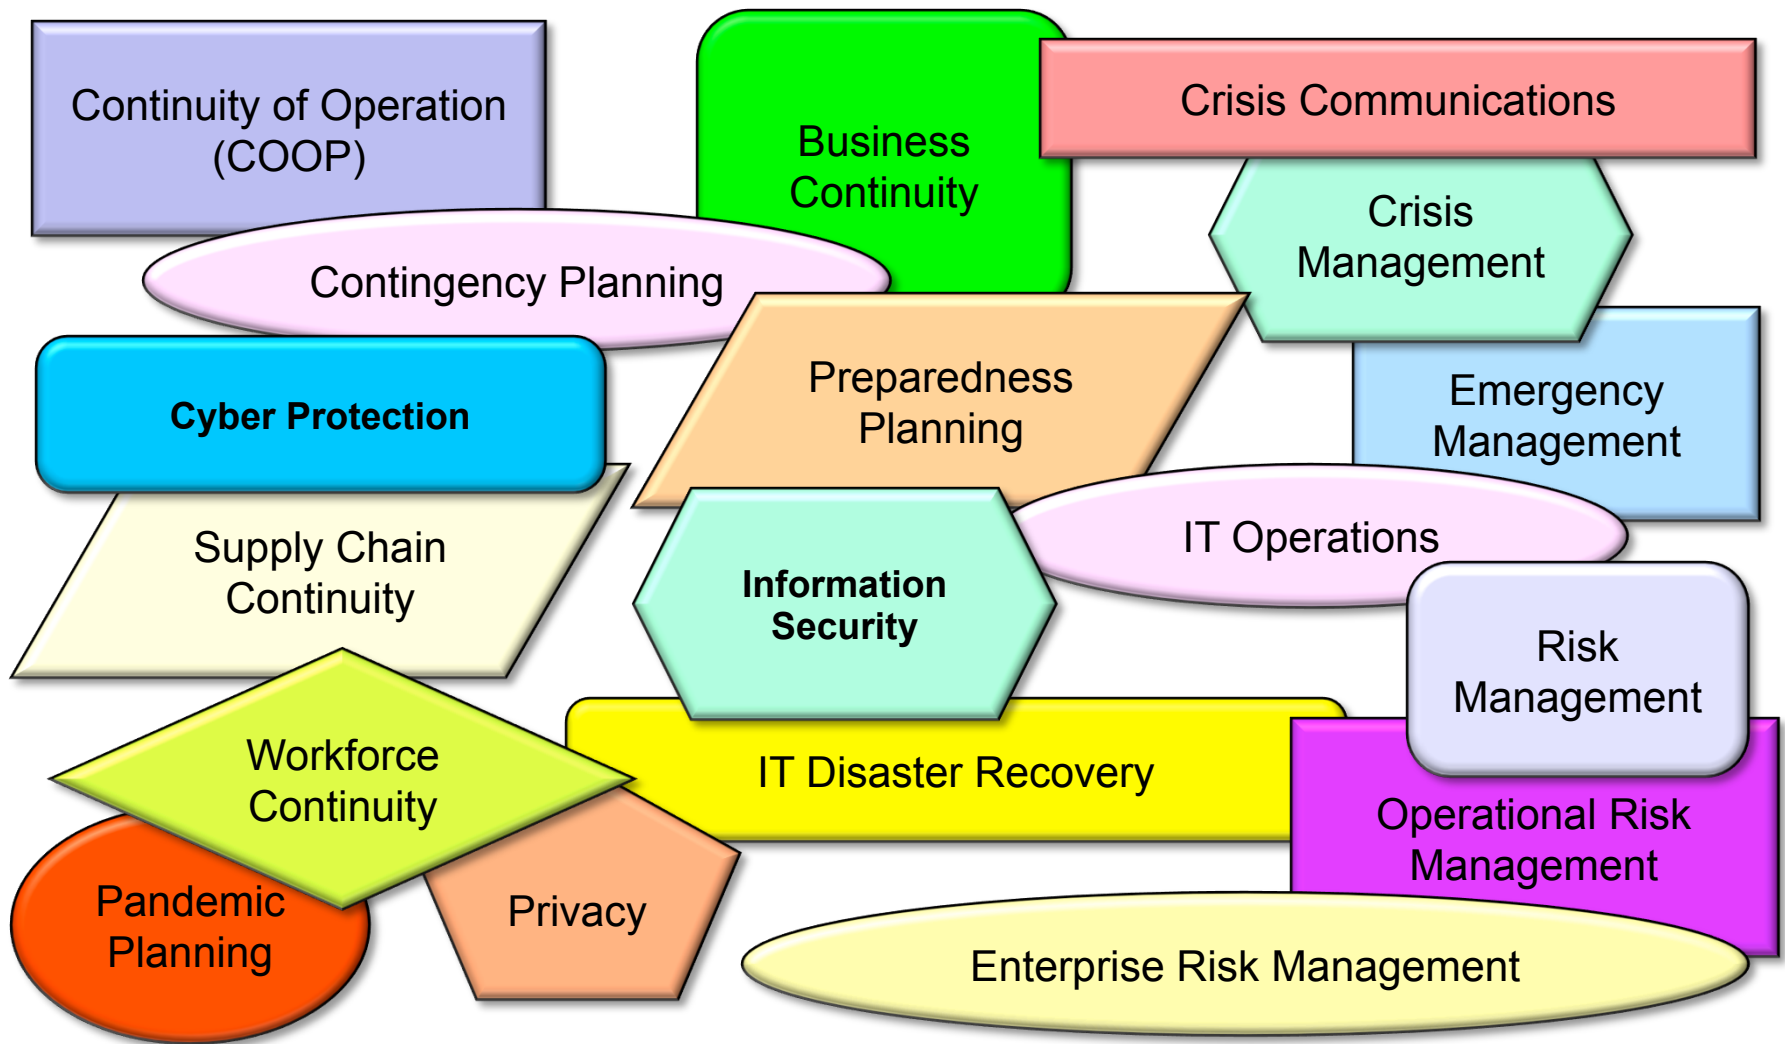 Continuity of Operation
(COOP)
Business
Continuity
Crisis Communications
Crisis
Management
Contingency Planning
Preparedness
Planning
Emergency
Management
Cyber Protection
Supply Chain
Continuity
Information
Security
IT Operations
Risk
Management
Workforce
Continuity
IT Disaster Recovery
Operational Risk
Management
Pandemic
Planning
Privacy
Enterprise Risk Management